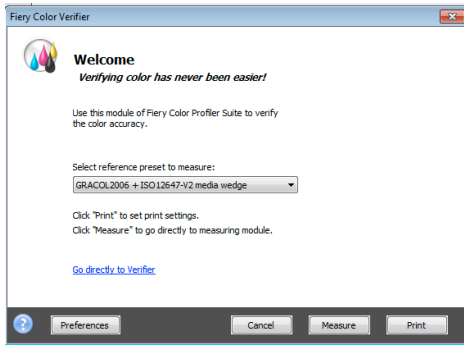 Fiery Color Verifier
Welcome
Verifying color has never been easier!
Use this module of Fiery Color Profiler Suite to verify
the color accuracy.
Select reference preset to measure:
GRACOL2006 + ISO12647-V2 media wedge
Click "Print" to set print settings.
Click "Measure" to go directly to measuring module.
Go directly to Verifier
? Preferences Cancel Measure Print